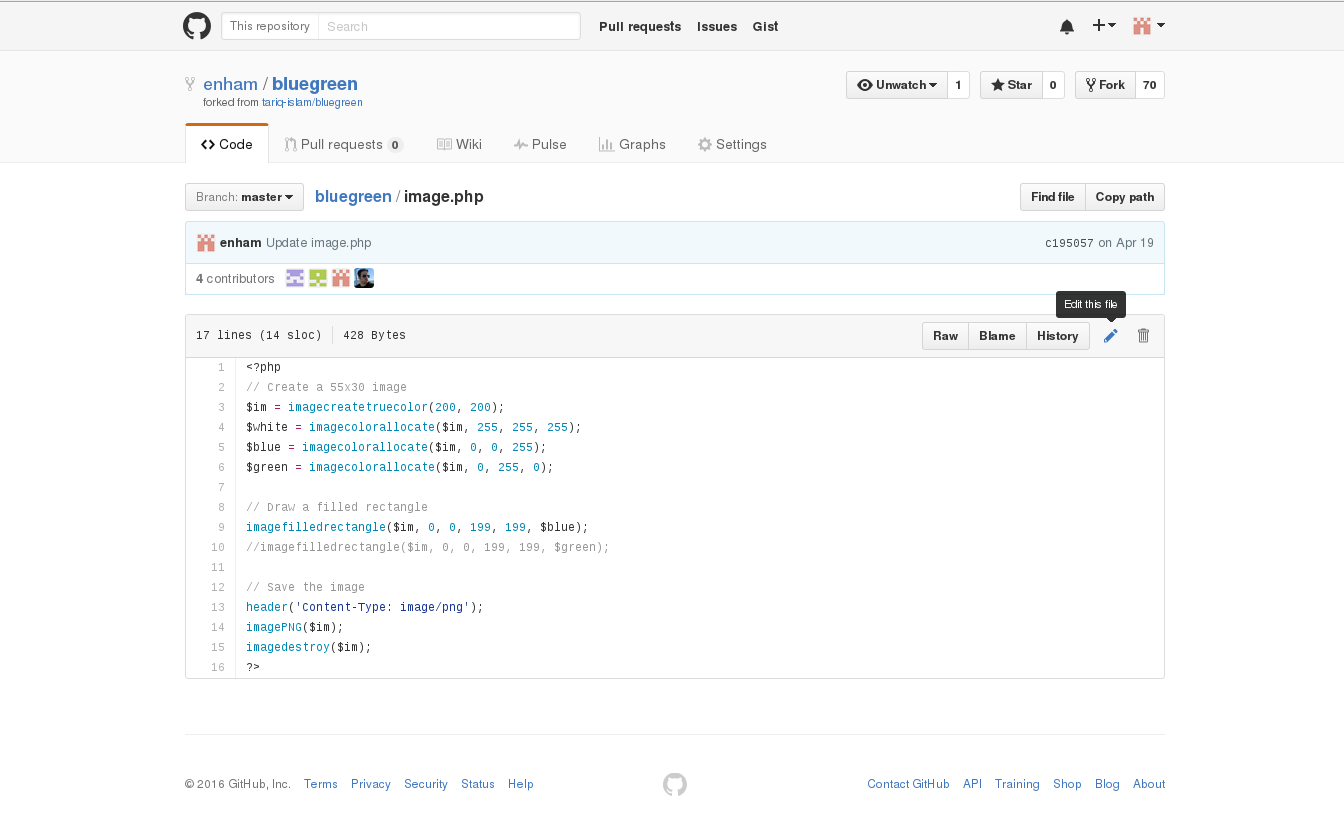 This repository Search Pull requests Issues Gist
enham / bluegreen Unwatch 1 Star 0 Fork 70
forked from tariq-islam/bluegreen
Code Pull requests 0 Wiki Pulse Graphs Settings
Branch: master bluegreen / image.php Find file Copy path
enham Update image.php c195057 on Apr 19
4 contributors
Edit this file
17 lines (14 sloc) 428 Bytes Raw Blame History
1 <?php
2 // Create a 55x30 image
3 $im = imagecreatetruecolor(200, 200);
4 $white = imagecolorallocate($im, 255, 255, 255);
5 $blue = imagecolorallocate($im, 0, 0, 255);
6 $green = imagecolorallocate($im, 0, 255, 0);
7
8 // Draw a filled rectangle
9 imagefilledrectangle($im, 0, 0, 199, 199, $blue);
10 //imagefilledrectangle($im, 0, 0, 199, 199, $green);
11
12 // Save the image
13 header('Content-Type: image/png');
14 imagePNG($im);
15 imagedestroy($im);
16 ?>
© 2016 GitHub, Inc. Terms Privacy Security Status Help Contact GitHub API Training Shop Blog About